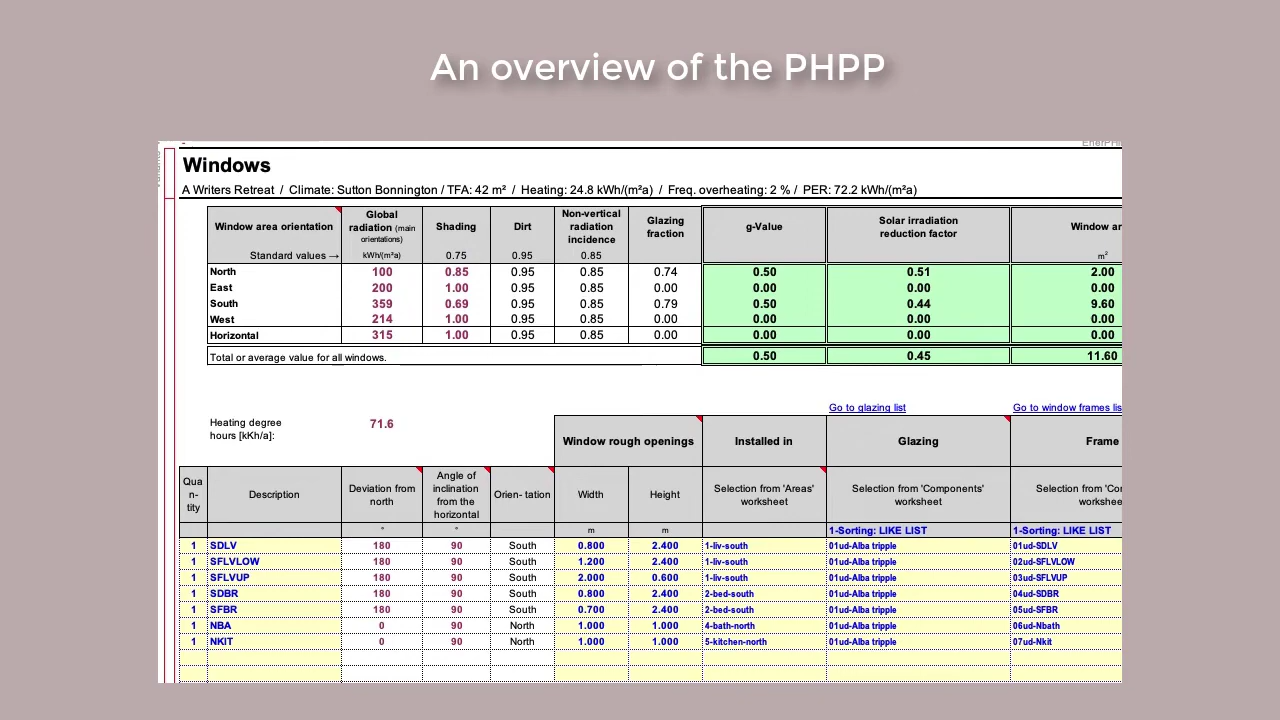 An overview of the PHPP
Windows
A Writers Retreat / Climate: Sutton Bonnington / TFA: 42 m² / Heating: 24.8 kWh/(m²a) / Freq. overheating: 2 % / PER: 72.2 kWh/(m²a)
Window area orientation Global radiation (main orientations) Shading Dirt Non-vertical radiation incidence Glazing fraction g-Value Solar irradiation reduction factor Window ar
Standard values → kWh/(m²a) 0.75 0.95 0.85 m²
North 100 0.85 0.95 0.85 0.74 0.50 0.51 2.00
East 200 1.00 0.95 0.85 0.00 0.00 0.00 0.00
South 359 0.69 0.95 0.85 0.79 0.50 0.44 9.60
West 214 1.00 0.95 0.85 0.00 0.00 0.00 0.00
Horizontal 315 1.00 0.95 0.85 0.00 0.00 0.00 0.00
Total or average value for all windows. 0.50 0.45 11.60
Go to glazing list Go to window frames lis
Heating degree hours [kKh/a]: 71.6
Window rough openings Installed in Glazing Frame
Qua n- tity Description Deviation from north Angle of inclination from the horizontal Orien- tation Width Height Selection from 'Areas' worksheet Selection from 'Components' worksheet Selection from 'Cor workshee
° ° m m 1-Sorting: LIKE LIST 1-Sorting: LIKE LIST
1 SDLV 180 90 South 0.800 2.400 1-liv-south 01ud-Alba tripple 01ud-SDLV
1 SFLVLOW 180 90 South 1.200 2.400 1-liv-south 01ud-Alba tripple 02ud-SFLVLOW
1 SFLVUP 180 90 South 2.000 0.600 1-liv-south 01ud-Alba tripple 03ud-SFLVUP
1 SDBR 180 90 South 0.800 2.400 2-bed-south 01ud-Alba tripple 04ud-SDBR
1 SFBR 180 90 South 0.700 2.400 2-bed-south 01ud-Alba tripple 05ud-SFBR
1 NBA 0 90 North 1.000 1.000 4-bath-north 01ud-Alba tripple 06ud-Nbath
1 NKIT 0 90 North 1.000 1.000 5-kitchen-north 01ud-Alba tripple 07ud-Nkit